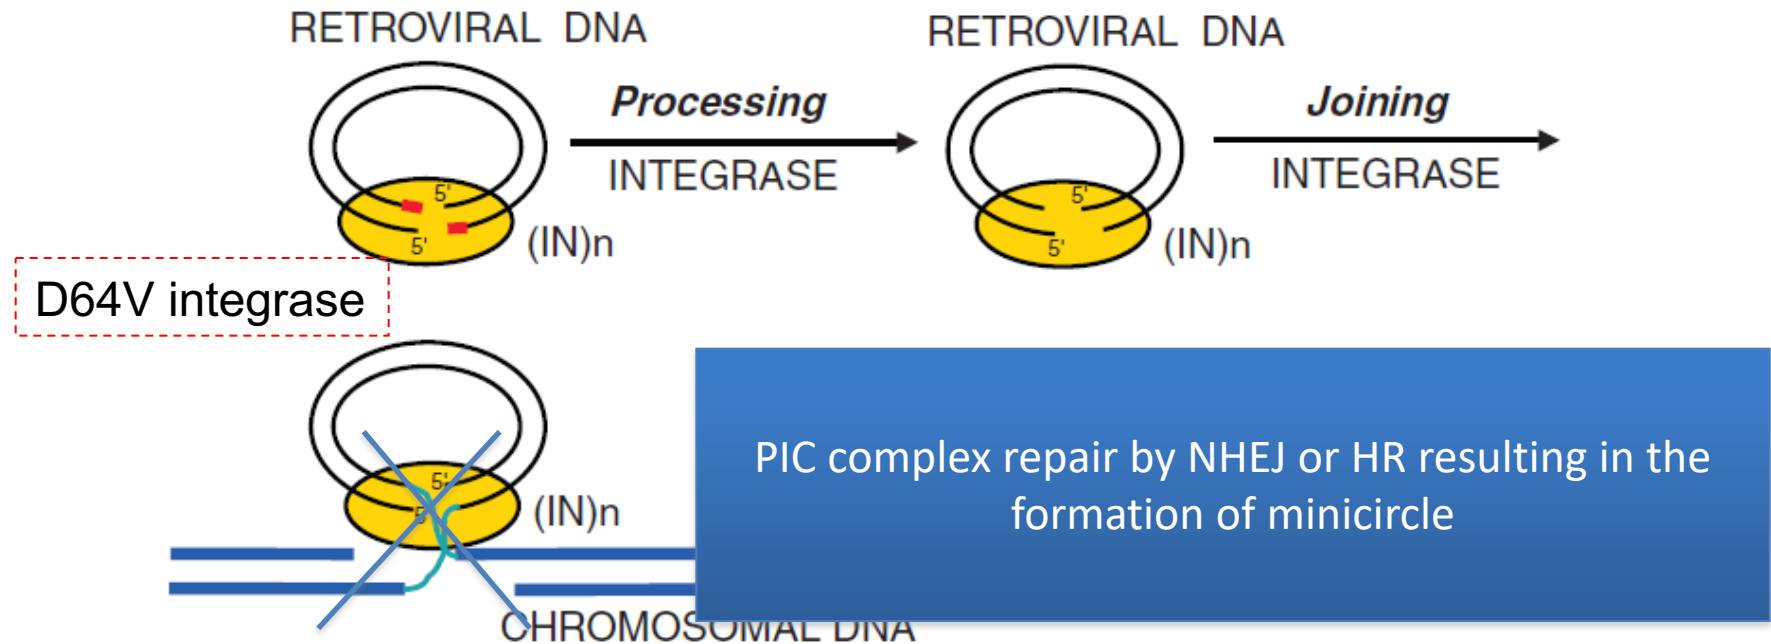 RETROVIRAL DNA
RETROVIRAL DNA
Processing
Joining
INTEGRASE
INTEGRASE
5'
5'
(IN)n
5'
5'
(IN)n
D64V integrase
5'
5'
(IN)n
PIC complex repair by NHEJ or HR resulting in the
formation of minicircle
CHROMOSOMAL DNA